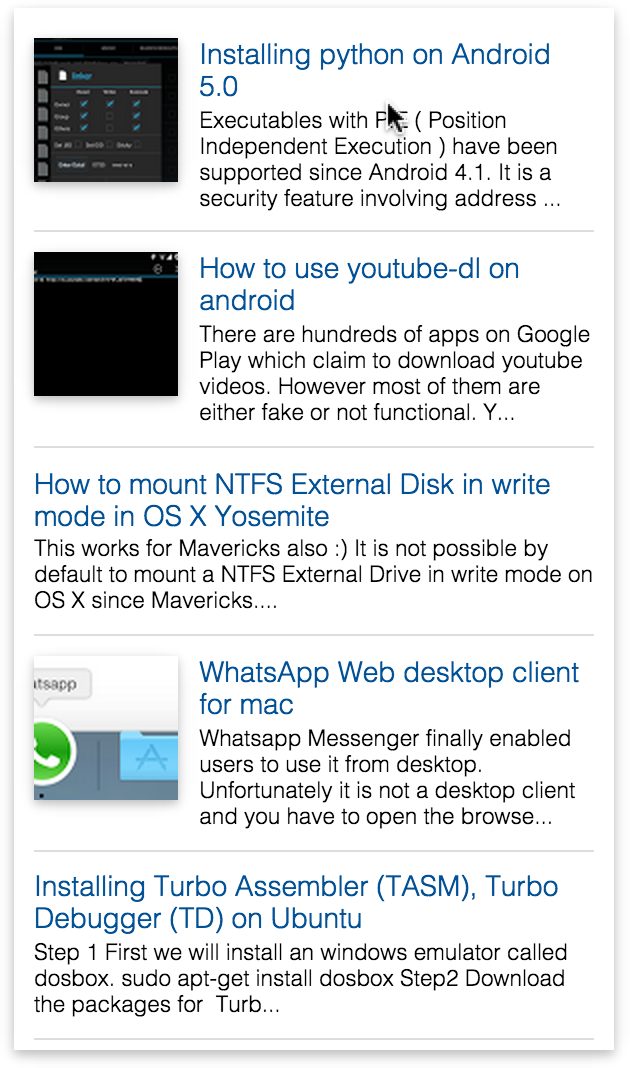 Installing python on Android
5.0
Executables with ( Position
Independent Execution ) have been
supported since Android 4.1. It is a
security feature involving address ...
linker
How to use youtube-dl on
android
There are hundreds of apps on Google
Play which claim to download youtube
videos. However most of them are
either fake or not functional. Y...
How to mount NTFS External Disk in write
mode in OS X Yosemite
This works for Mavericks also :) It is not possible by
default to mount a NTFS External Drive in write mode on
OS X since Mavericks....
atsapp
WhatsApp Web desktop client
for mac
Whatsapp Messenger finally enabled
users to use it from desktop.
Unfortunately it is not a desktop client
and you have to open the browse...
Installing Turbo Assembler (TASM), Turbo
Debugger (TD) on Ubuntu
Step 1 First we will install an windows emulator called
dosbox. sudo apt-get install dosbox Step2 Download
the packages for  Turb...